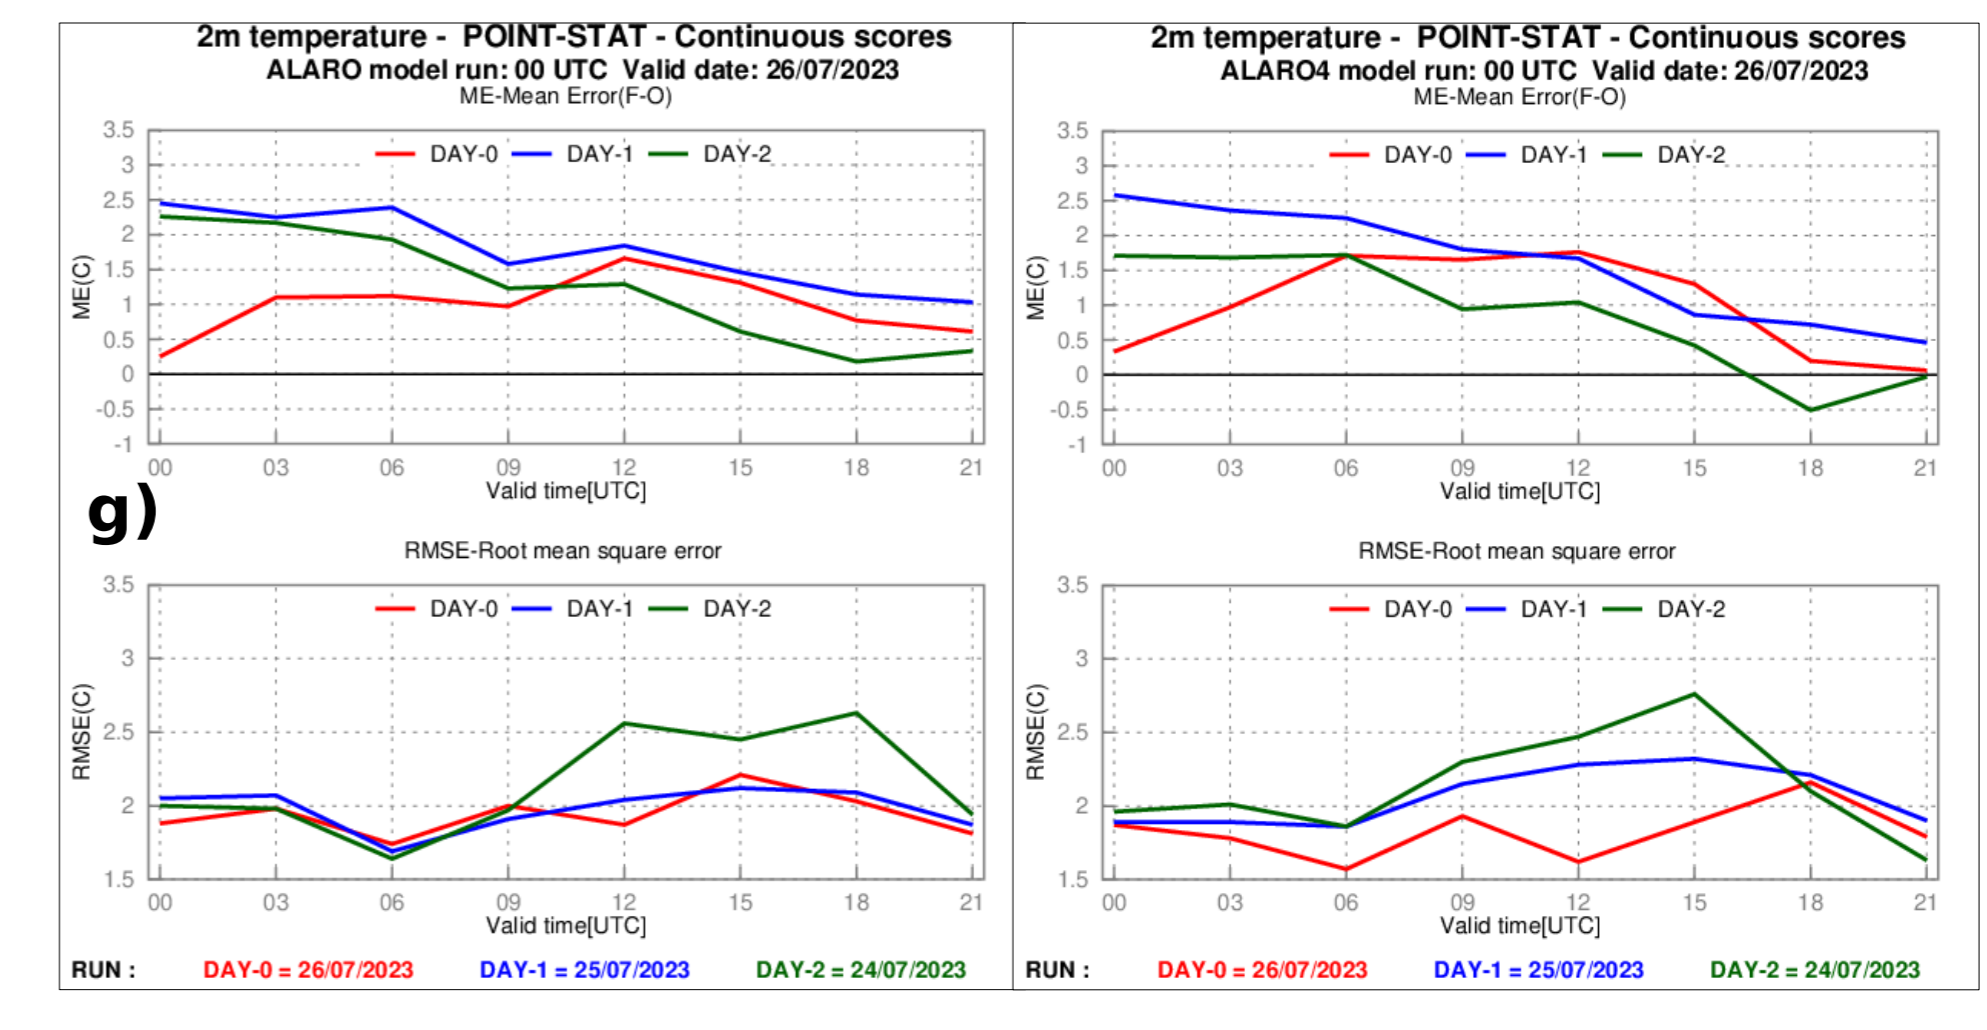 2m temperature - POINT-STAT - Continuous scores
ALARO model run: 00 UTC Valid date: 26/07/2023
ME-Mean Error(F-O)
DAY-0 DAY-1 DAY-2
3.5
3
2.5
2
1.5
1
0.5
0
-0.5
-1
ME(C)
00 03 06 09 12 15 18 21
Valid time[UTC]
g)
RMSE-Root mean square error
DAY-0 DAY-1 DAY-2
3.5
3
2.5
2
1.5
RMSE(C)
00 03 06 09 12 15 18 21
Valid time[UTC]
RUN : DAY-0 = 26/07/2023 DAY-1 = 25/07/2023 DAY-2 = 24/07/2023
2m temperature - POINT-STAT - Continuous scores
ALARO4 model run: 00 UTC Valid date: 26/07/2023
ME-Mean Error(F-O)
DAY-0 DAY-1 DAY-2
3.5
3
2.5
2
1.5
1
0.5
0
-0.5
-1
ME(C)
00 03 06 09 12 15 18 21
Valid time[UTC]
RMSE-Root mean square error
DAY-0 DAY-1 DAY-2
3.5
3
2.5
2
1.5
RMSE(C)
00 03 06 09 12 15 18 21
Valid time[UTC]
RUN : DAY-0 = 26/07/2023 DAY-1 = 25/07/2023 DAY-2 = 24/07/2023